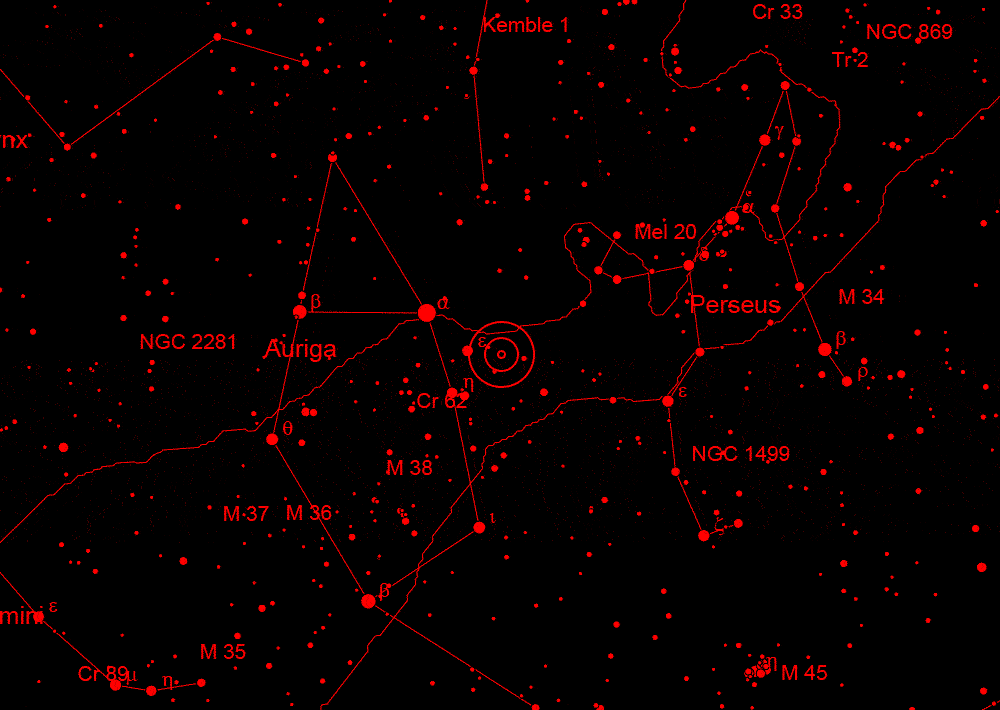 Kemble 1
Cr 33
NGC 869
Tr 2
nx
γ
α
Mel 20
δ
Perseus
M 34
β
α
NGC 2281
Auriga
ε
β
ρ
η
Cr 62
ε
θ
M 38
NGC 1499
M 37
M 36
ι
β
ε
mini
M 35
Cr 89
μ
η
η
M 45